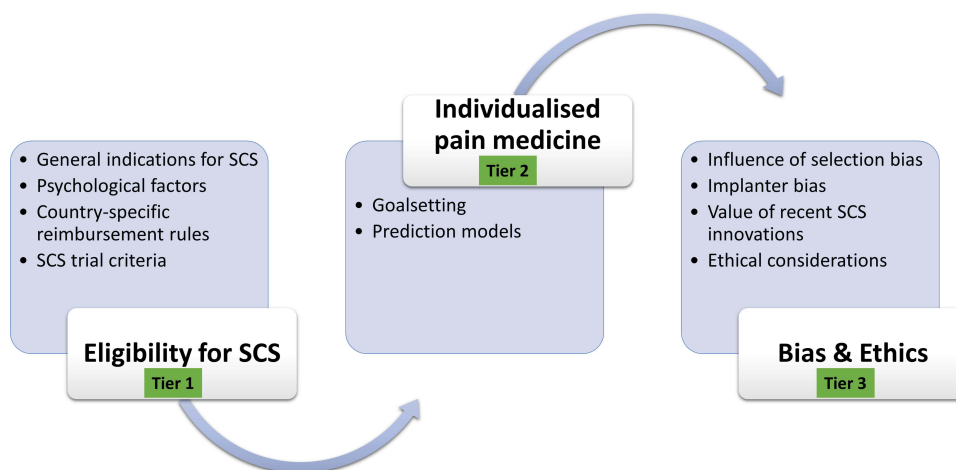 • General indications for SCS
• Psychological factors
• Country-specific
reimbursement rules
• SCS trial criteria
Eligibility for SCS
Tier 1
Individualised
pain medicine
Tier 2
• Goalsetting
• Prediction models
• Influence of selection bias
• Implanter bias
• Value of recent SCS
innovations
• Ethical considerations
Bias & Ethics
Tier 3